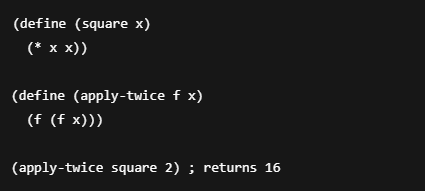 (define (square x)
  (* x x))

(define (apply-twice f x)
  (f (f x)))

(apply-twice square 2) ; returns 16